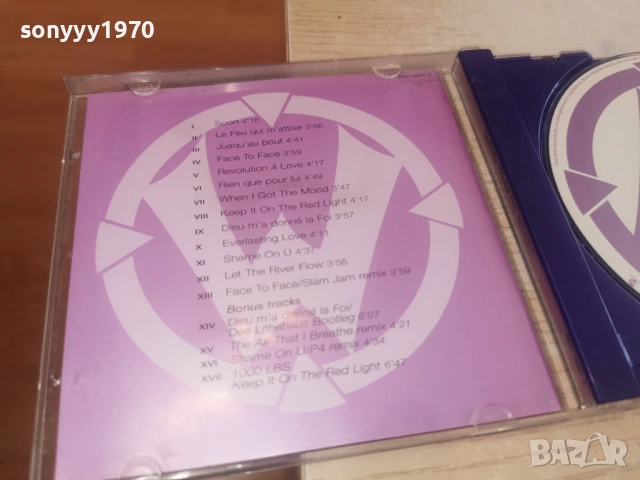 sonyyy1970
I Soon 4'16
II Le Feu qui m'attise 3'56
III Jusqu'au bout 4'41
IV Face To Face 3'59
V Revolution 4 Love 4'17
VI Rien que pour lui 4'49
VII When I Got The Mood 3'47
VIII Keep It On The Red Light 4'17
IX Dieu m'a donné la Foi 3'57
X Everlasting Love 4'11
XI Shame On U 4'37
XII Let The River Flow 3'56
XIII Face To Face/Slam Jam remix 3'59
Bonus tracks
XIV Dieu m'a donné la Foi/
Bootleg 6'07
XV The Air That I Breathe remix 4'21
XVI Shame On U/P4 remix 4'34
XVII 1000 LBS
Keep It On The Red Light 6'47
BAZAR